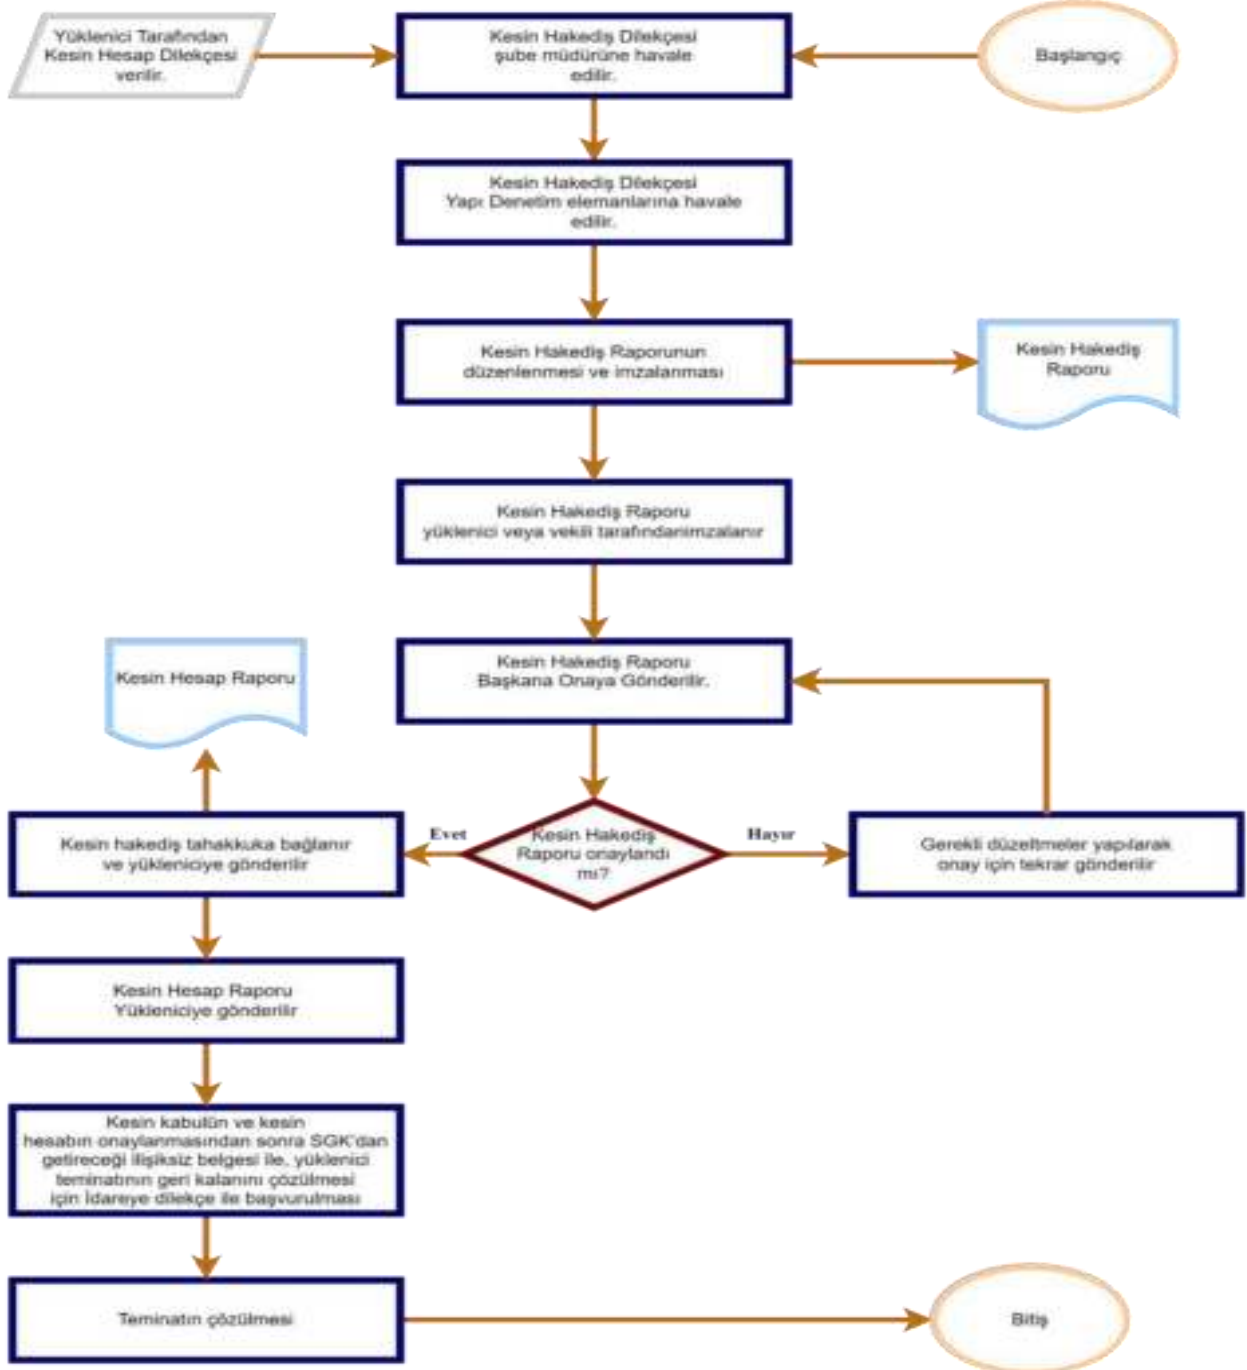 Yüklenici Tarafından
Kesin Hesap Dilekçesi
verilir.
Kesin Hakediş Dilekçesi
şube müdürüne havale
edilir.
Başlangıç
Kesin Hakediş Dilekçesi
Yapı Denetim elemanlarına havale
edilir.
Kesin Hakediş Raporunun
düzenlenmesi ve imzalanması
Kesin Hakediş
Raporu
Kesin Hakediş Raporu
yüklenici veya vekili tarafındanimzalanır
Kesin Hakediş Raporu
Başkana Onaya Gönderilir.
Kesin Hesap Raporu
Kesin hakediş tahakkuka bağlanır
ve yükleniciye gönderilir
Evet
Kesin Hakediş
Raporu onaylandı
mı?
Hayır
Gerekli düzeltmeler yapılarak
onay için tekrar gönderilir
Kesin Hesap Raporu
Yükleniciye gönderilir
Kesin kabulün ve kesin
hesabın onaylanmasından sonra SGK'dan
getireceği ilişiksiz belgesi ile, yüklenici
teminatının geri kalanını çözülmesi
için İdareye dilekçe ile başvurulması
Teminatın çözülmesi
Bitiş